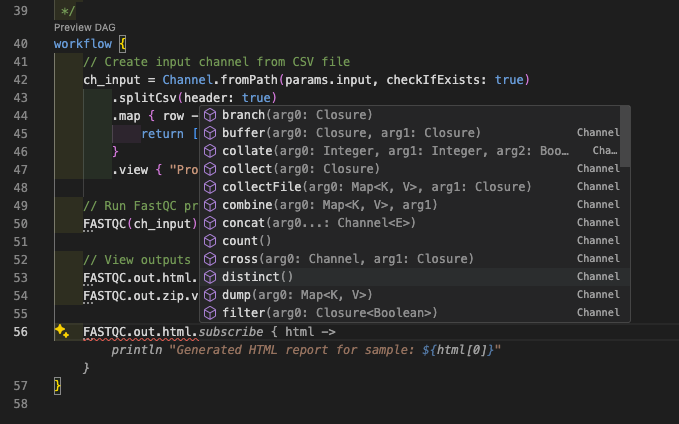 39 */
Preview DAG
40 workflow {
41 // Create input channel from CSV file
42 ch_input = Channel.fromPath(params.input, checkIfExists: true)
43 .splitCsv(header: true)
44 .map { row -
45 return [
46 }
47 .view { "Pro
48
49 // Run FastQC pr
50 FASTQC(ch_input)
51
52 // View outputs
53 FASTQC.out.html.
54 FASTQC.out.zip.v
55
branch(arg0: Closure)
buffer(arg0: Closure, arg1: Closure) Channel
collate(arg0: Integer, arg1: Integer, arg2: Boo… Cha…
collect(arg0: Closure) Channel
collectFile(arg0: Map<K, V>, arg1: Closure) Channel
combine(arg0: Map<K, V>, arg1) Channel
concat(arg0...: Channel<E>) Channel
count() Channel
cross(arg0: Channel, arg1: Closure) Channel
distinct() Channel
dump(arg0: Map<K, V>) Channel
filter(arg0: Closure<Boolean>) Channel
56 FASTQC.out.html.subscribe { html ->
println "Generated HTML report for sample: ${html[0]}"
}
57 }
58